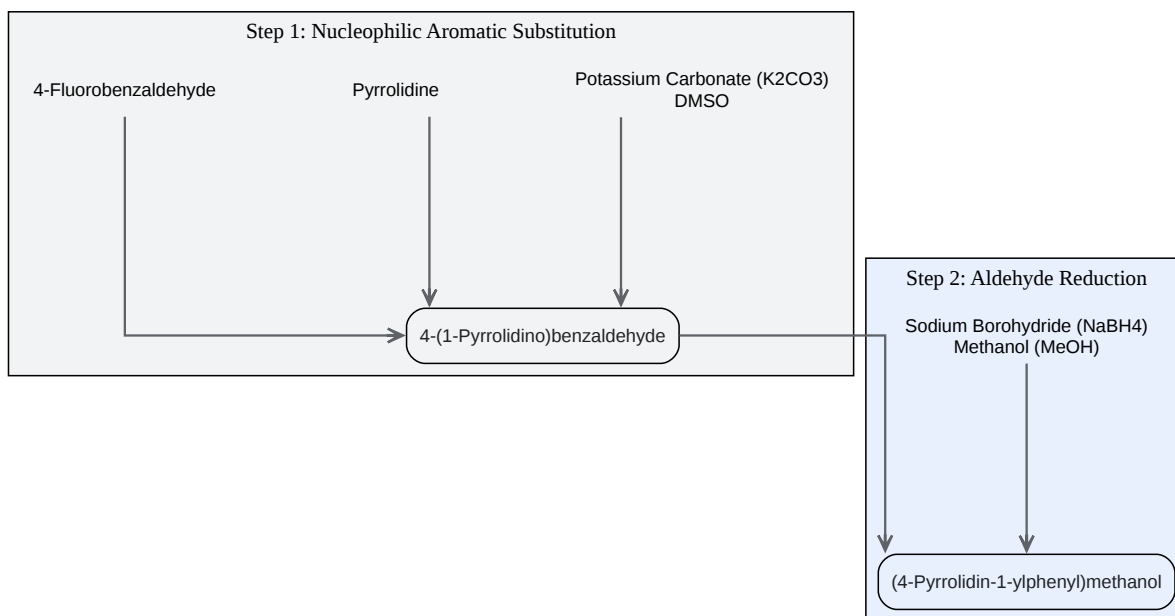 Step 1: Nucleophilic Aromatic Substitution
4-Fluorobenzaldehyde
Pyrrolidine
Potassium Carbonate (K2CO3)
DMSO
4-(1-Pyrrolidino)benzaldehyde
Step 2: Aldehyde Reduction
Sodium Borohydride (NaBH4)
Methanol (MeOH)
(4-Pyrrolidin-1-ylphenyl)methanol